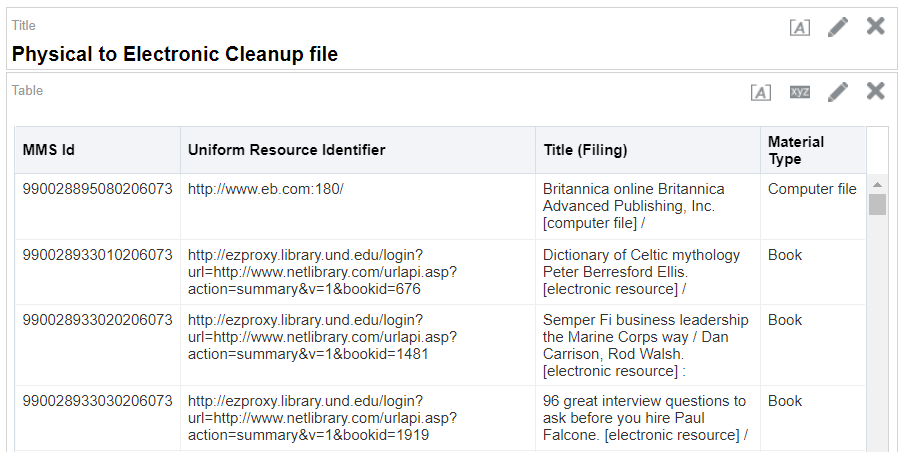 Title
[A]
Physical to Electronic Cleanup file
Table
[A] xyz
MMS Id Uniform Resource Identifier Title (Filing) Material
Type
990028895080206073 http://www.eb.com:180/ Britannica online Britannica Computer file
Advanced Publishing, Inc.
[computer file] /
990028933010206073 http://ezproxy.library.und.edu/login? Dictionary of Celtic mythology Book
url=http://www.netlibrary.com/urlapi.asp? Peter Berresford Ellis.
action=summary&v=1&bookid=676 [electronic resource] /
990028933020206073 http://ezproxy.library.und.edu/login? Semper Fi business leadership Book
url=http://www.netlibrary.com/urlapi.asp? the Marine Corps way / Dan
action=summary&v=1&bookid=1481 Carrison, Rod Walsh.
[electronic resource] :
990028933030206073 http://ezproxy.library.und.edu/login? 96 great interview questions to Book
url=http://www.netlibrary.com/urlapi.asp? ask before you hire Paul
action=summary&v=1&bookid=1919 Falcone. [electronic resource] /